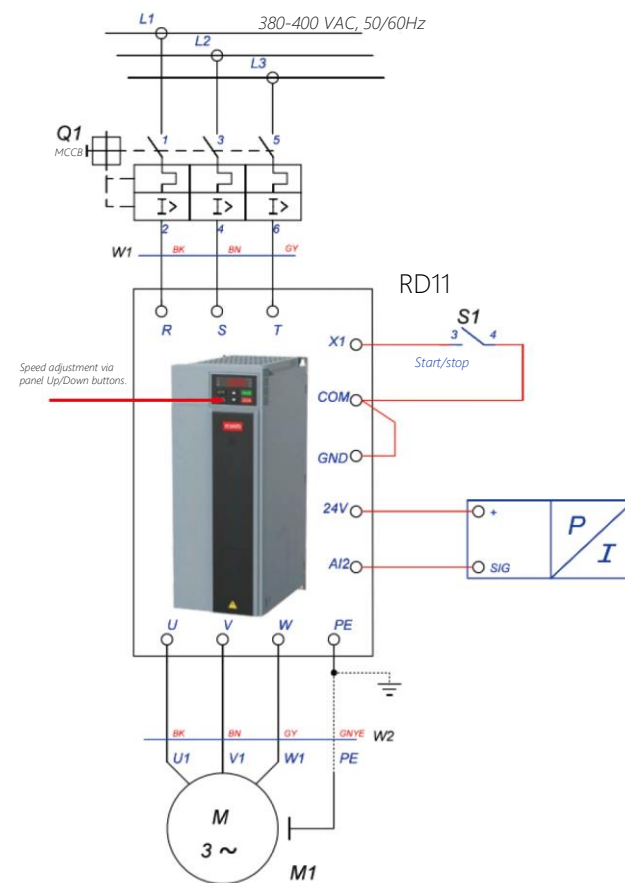 L1
380-400 VAC, 50/60Hz
L2
L3
Q1
MCCB
1 3 5
I> I> I>
2 4 6
W1 BK BN GY
RD11
R S T
X1
S1
3 4
Start/stop
Speed adjustment via
panel Up/Down buttons.
COM
GND
24V
+
P
I
AI2
SIG
U V W PE
BK BN GY GNYE W2
U1 V1 W1 PE
M
3 ~
M1